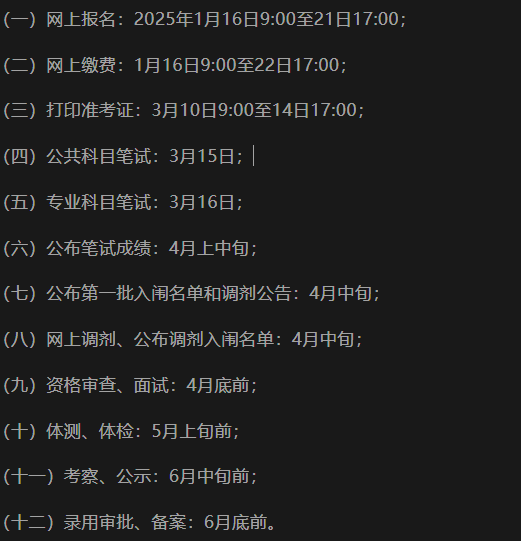 (一）网上报名：2025年1月16日9:00至21日17:00；
(二）网上缴费：1月16日9:00至22日17:00；
(三）打印准考证：3月10日9:00至14日17:00；
(四）公共科目笔试：3月15日；
(五）专业科目笔试：3月16日；
(六）公布笔试成绩：4月上中旬；
(七）公布第一批入闱名单和调剂公告：4月中旬；
(八）网上调剂、公布调剂入闱名单：4月中旬；
(九）资格审查、面试：4月底前；
(十）体测、体检：5月上旬前；
(十一）考察、公示：6月中旬前；
(十二）录用审批、备案：6月底前。